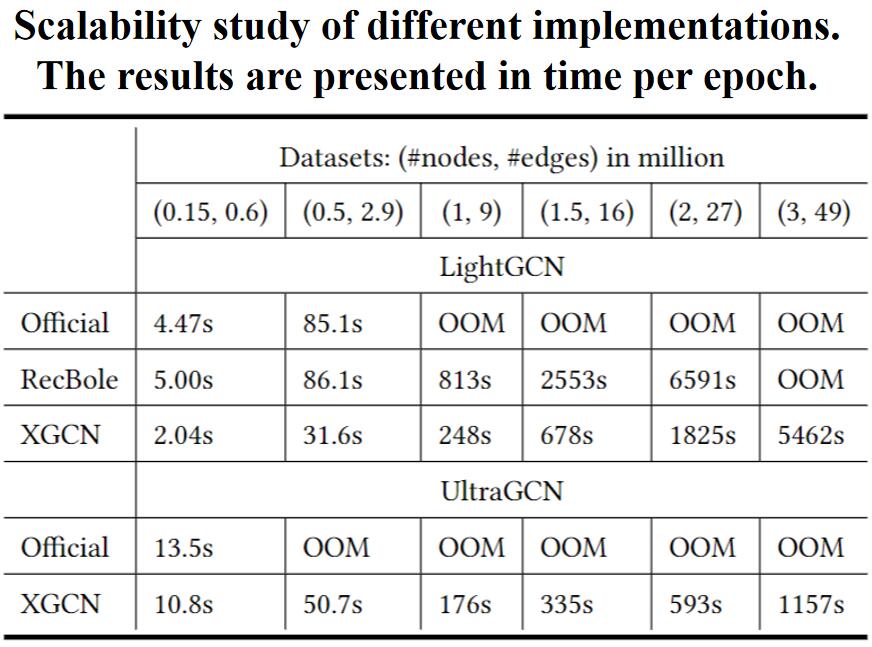 Scalability study of different implementations.
The results are presented in time per epoch.
Datasets: (#nodes, #edges) in million
(0.15, 0.6) (0.5, 2.9) (1, 9) (1.5, 16) (2, 27) (3, 49)
LightGCN
Official 4.47s 85.1s OOM OOM OOM OOM
RecBole 5.00s 86.1s 813s 2553s 6591s OOM
XGCN 2.04s 31.6s 248s 678s 1825s 5462s
UltraGCN
Official 13.5s OOM OOM OOM OOM OOM
XGCN 10.8s 50.7s 176s 335s 593s 1157s